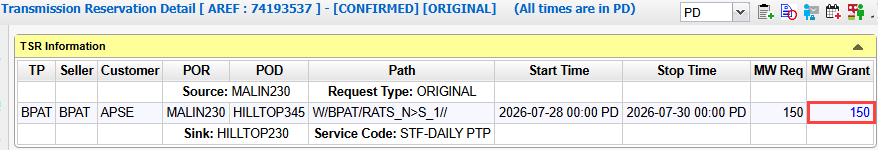 Transmission Reservation Detail [ AREF : 74193537 ] - [CONFIRMED] [ORIGINAL] (All times are in PD) PD
TSR Information
TP Seller Customer POR POD Path Start Time Stop Time MW Req MW Grant
Source: MALIN230 Request Type: ORIGINAL
BPAT BPAT APSE MALIN230 HILLTOP345 W/BPAT/RATS_N>S_1// 2026-07-28 00:00 PD 2026-07-30 00:00 PD 150 150
Sink: HILLTOP230 Service Code: STF-DAILY PTP